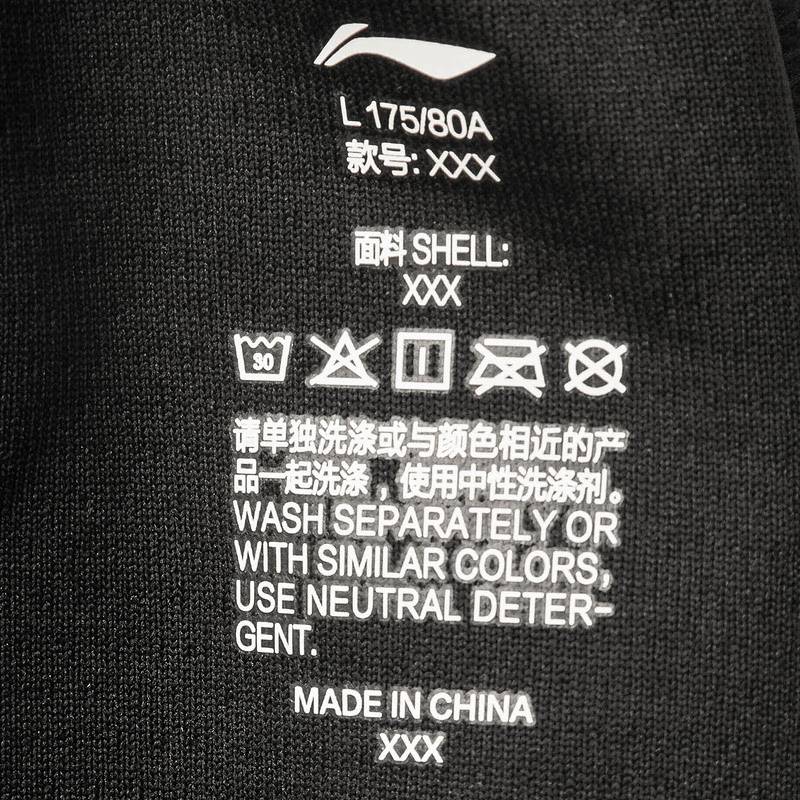 L 175/80A
款号: XXX
面料 SHELL:
XXX
30
请单独洗涤或与颜色相近的产
品一起洗涤，使用中性洗涤剂。
WASH SEPARATELY OR
WITH SIMILAR COLORS,
USE NEUTRAL DETER-
GENT.
MADE IN CHINA
XXX